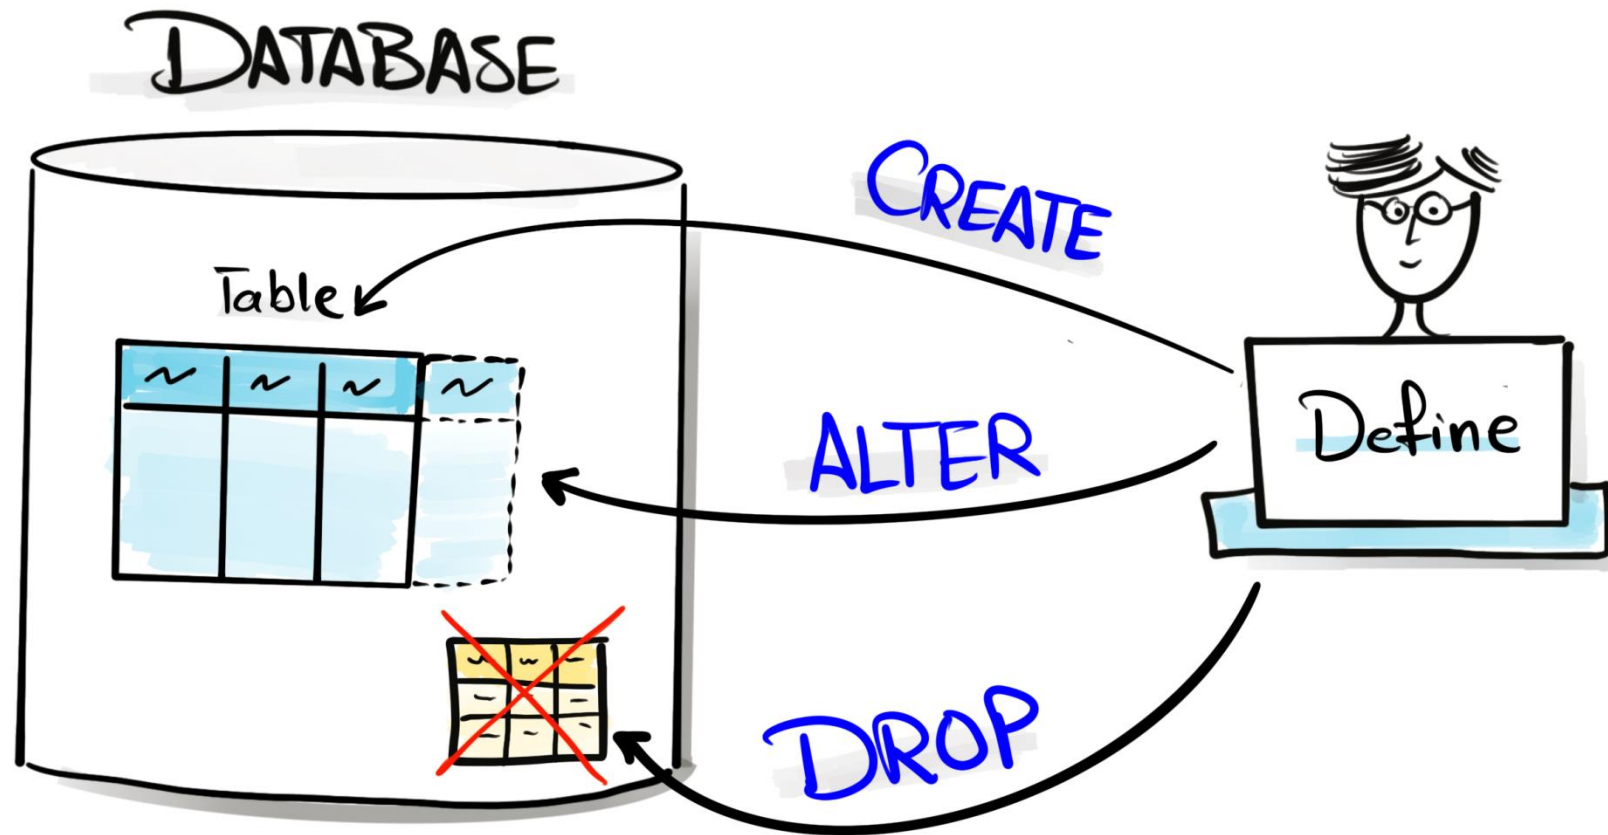 DATABASE
CREATE
Table
Define
ALTER
DROP